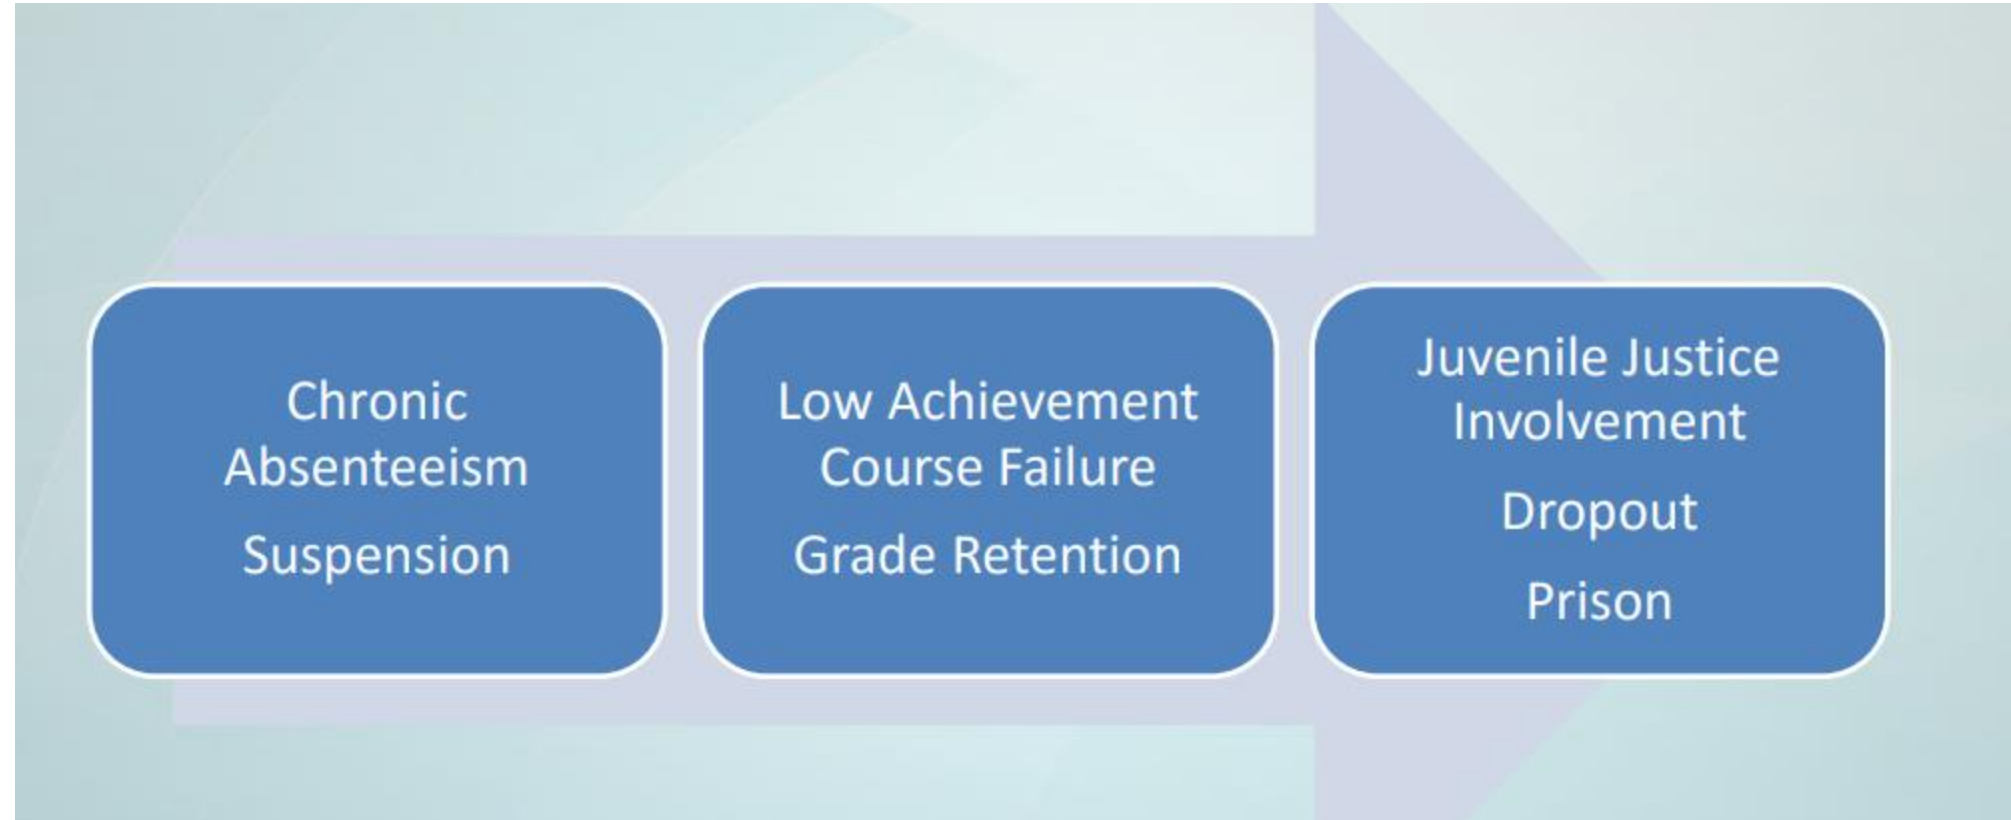 Chronic
Absenteeism
Suspension
Low Achievement
Course Failure
Grade Retention
Juvenile Justice
Involvement
Dropout
Prison